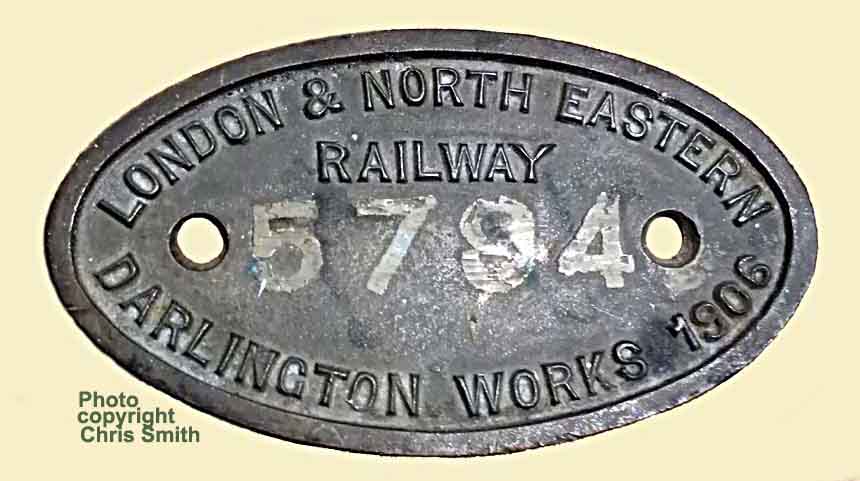 LONDON & NORTH EASTERN
RAILWAY
5794
DARLINGTON WORKS 1906
Photo
copyright
Chris Smith